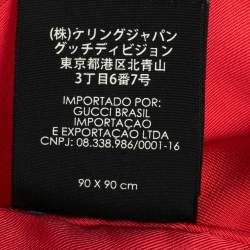 (株)ケリングジャパン
グッチディビジョン
東京都港区北青山
3丁目6番7号
IMPORTADO POR:
GUCCI BRASIL
IMPORTAÇAO
E EXPORTAÇAO LTDA
CNPJ: 08.338.986/0001-16
90 X 90 cm